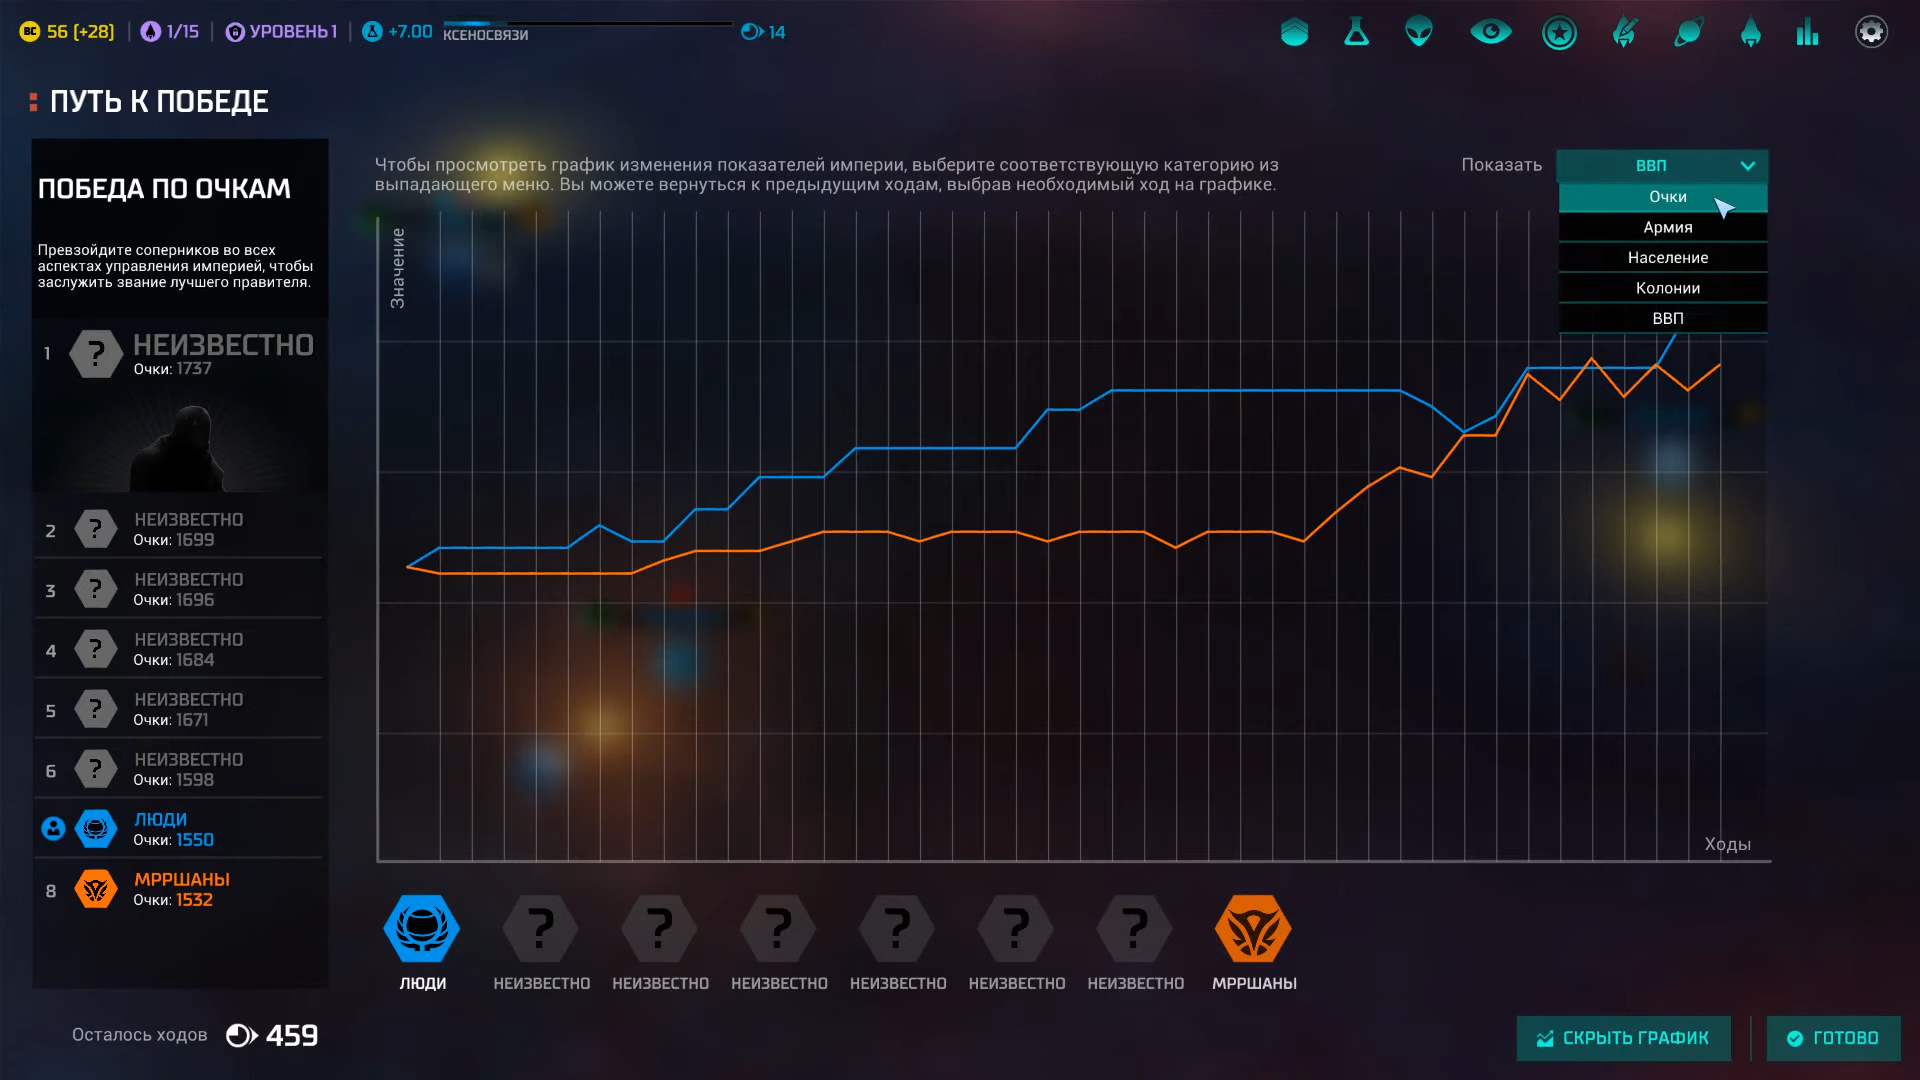 BC 56 [+28]
1/15
УРОВЕНЬ 1
+7.00
КСЕНОСВЯЗИ
14
ПУТЬ К ПОБЕДЕ
ПОБЕДА ПО ОЧКАМ
Превзойдите соперников во всех
аспектах управления империей, чтобы
заслужить звание лучшего правителя.
1
?
НЕИЗВЕСТНО
Очки: 1737
2
?
НЕИЗВЕСТНО
Очки: 1699
3
?
НЕИЗВЕСТНО
Очки: 1696
4
?
НЕИЗВЕСТНО
Очки: 1684
5
?
НЕИЗВЕСТНО
Очки: 1671
6
?
НЕИЗВЕСТНО
Очки: 1598
ЛЮДИ
Очки: 1550
8
МРРШАНЫ
Очки: 1532
Осталось ходов
459
Чтобы просмотреть график изменения показателей империи, выберите соответствующую категорию из
выпадающего меню. Вы можете вернуться к предыдущим ходам, выбрав необходимый ход на графике.
Показать
ВВП
Очки
Армия
Население
Колонии
ВВП
Значение
Ходы
?
?
?
?
?
?
ЛЮДИ
НЕИЗВЕСТНО
НЕИЗВЕСТНО
НЕИЗВЕСТНО
НЕИЗВЕСТНО
НЕИЗВЕСТНО
НЕИЗВЕСТНО
МРРШАНЫ
СКРЫТЬ ГРАФИК
ГОТОВО